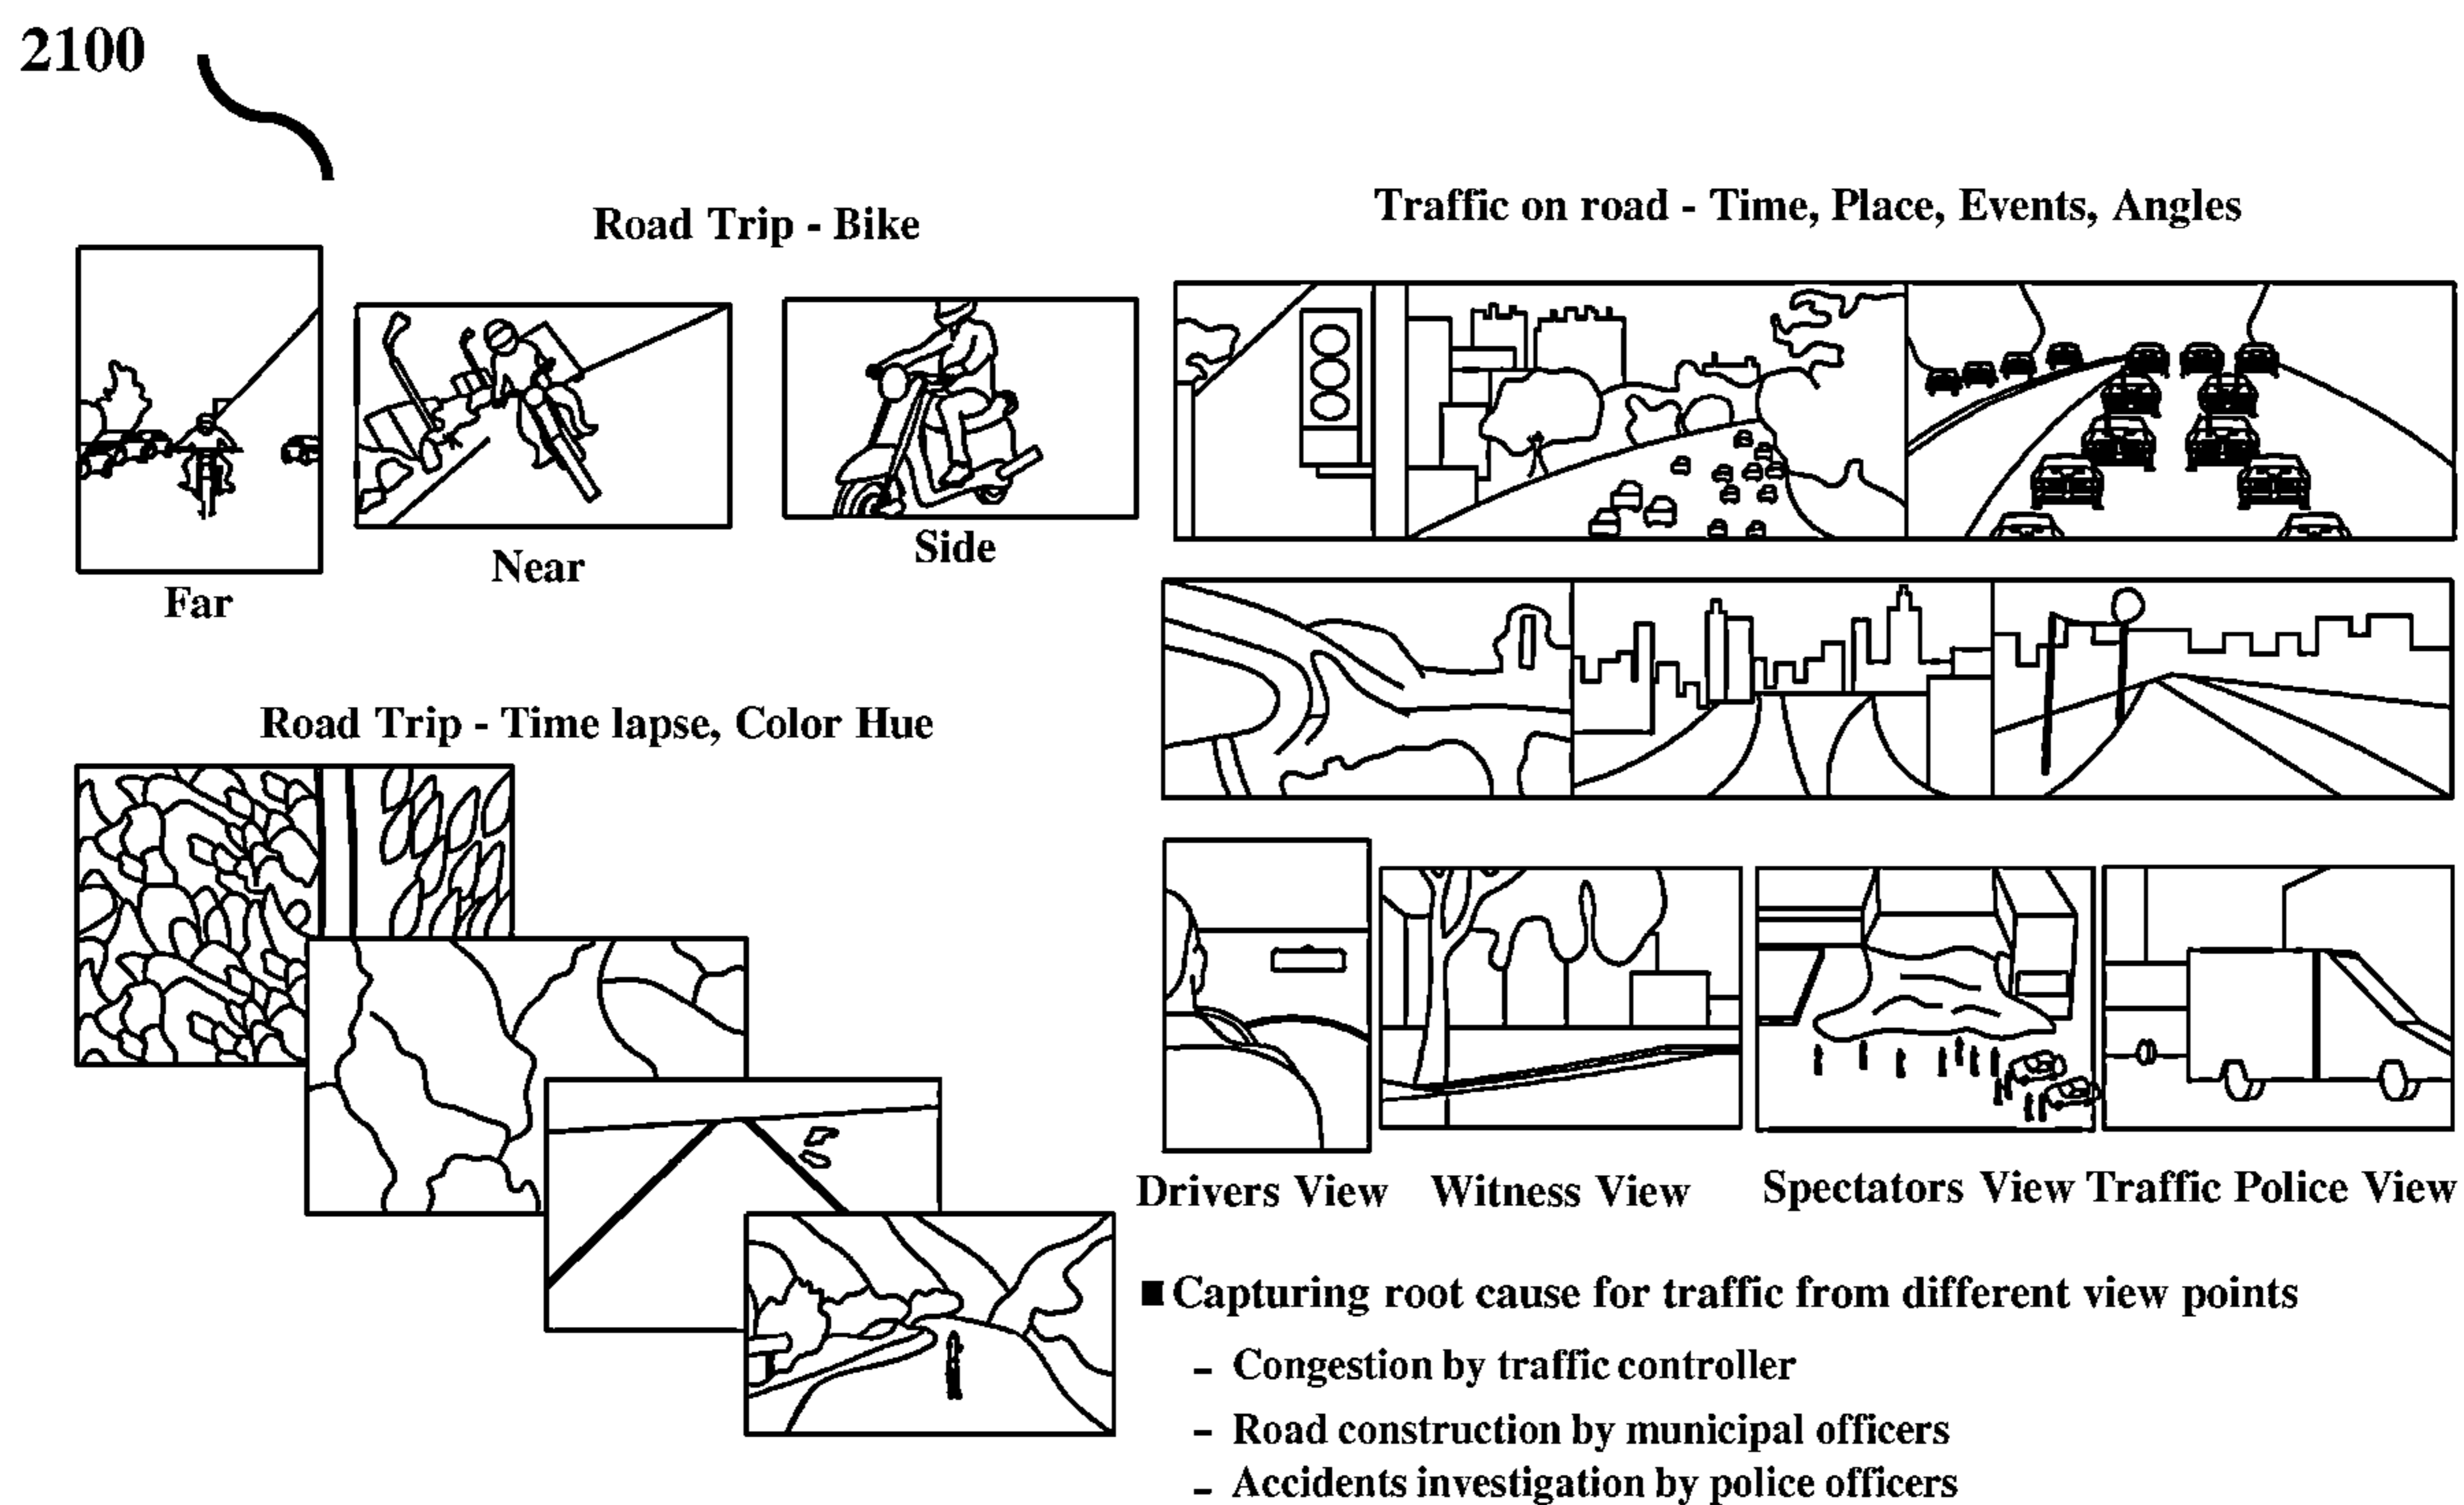 2100
Road Trip - Bike
Far
Near
Side
Road Trip - Time lapse, Color Hue
Traffic on road - Time, Place, Events, Angles
Drivers View
Witness View
Spectators View
Traffic Police View
■ Capturing root cause for traffic from different view points
- Congestion by traffic controller
- Road construction by municipal officers
- Accidents investigation by police officers